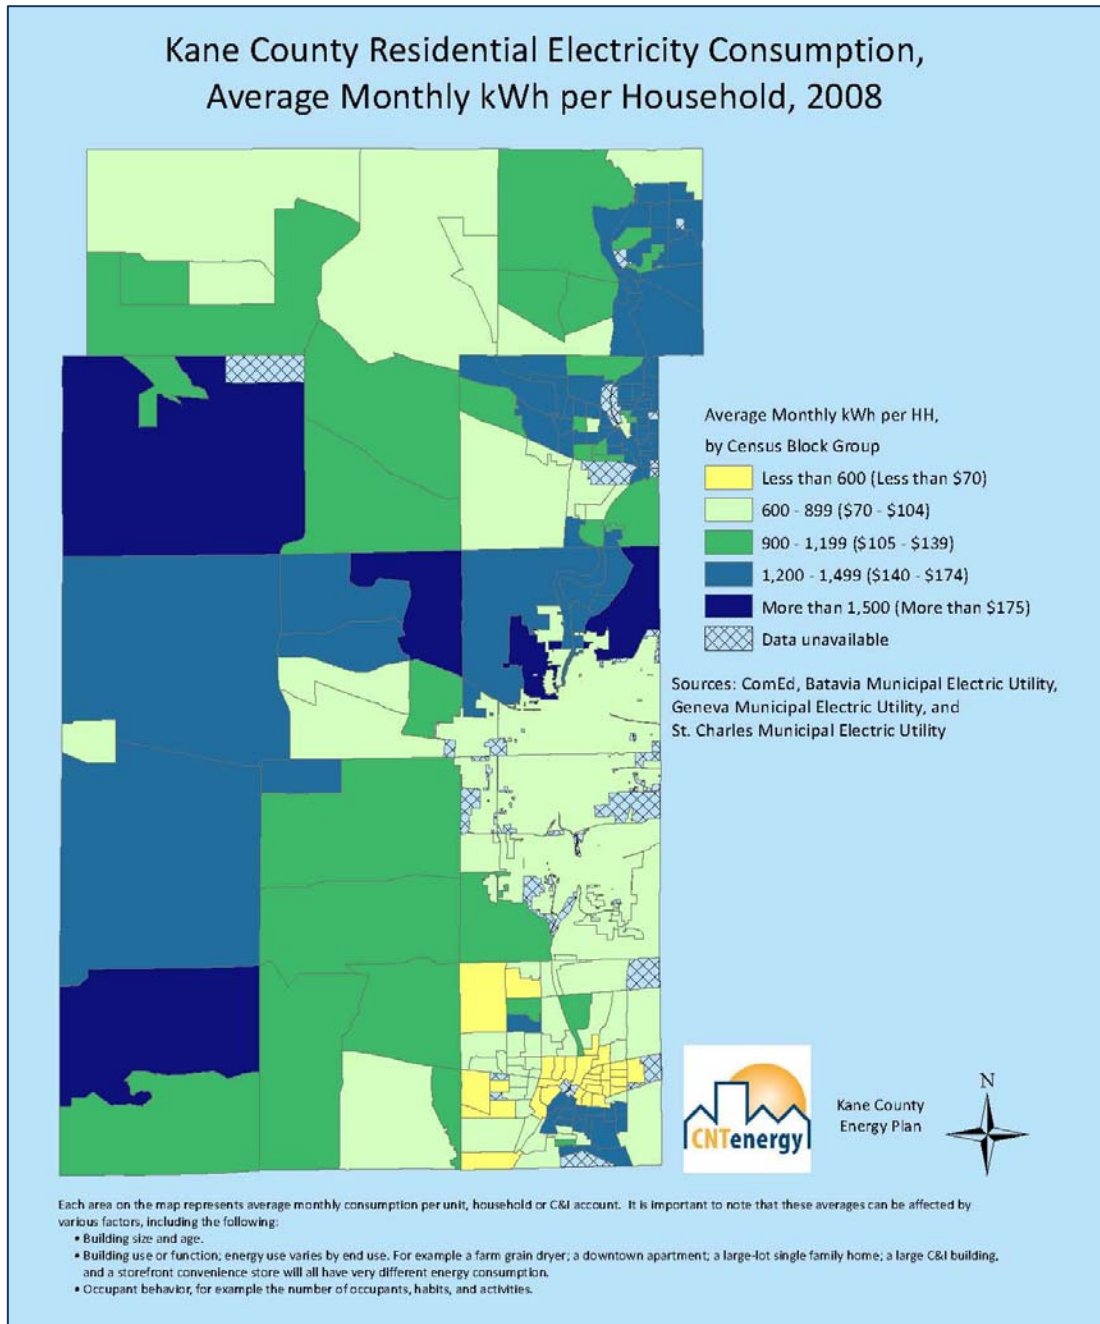 Kane County Residential Electricity Consumption,
Average Monthly kWh per Household, 2008
Average Monthly kWh per HH,
by Census Block Group
Less than 600 (Less than $70)
600 - 899 ($70 - $104)
900 - 1,199 ($105 - $139)
1,200 - 1,499 ($140 - $174)
More than 1,500 (More than $175)
Data unavailable
Sources: ComEd, Batavia Municipal Electric Utility,
Geneva Municipal Electric Utility, and
St. Charles Municipal Electric Utility
CNTenergy
Kane County
Energy Plan
N
Each area on the map represents average monthly consumption per unit, household or C&I account. It is important to note that these averages can be affected by
various factors, including the following:
• Building size and age.
• Building use or function; energy use varies by end use. For example a farm grain dryer; a downtown apartment; a large-lot single family home; a large C&I building,
and a storefront convenience store will all have very different energy consumption.
• Occupant behavior, for example the number of occupants, habits, and activities.